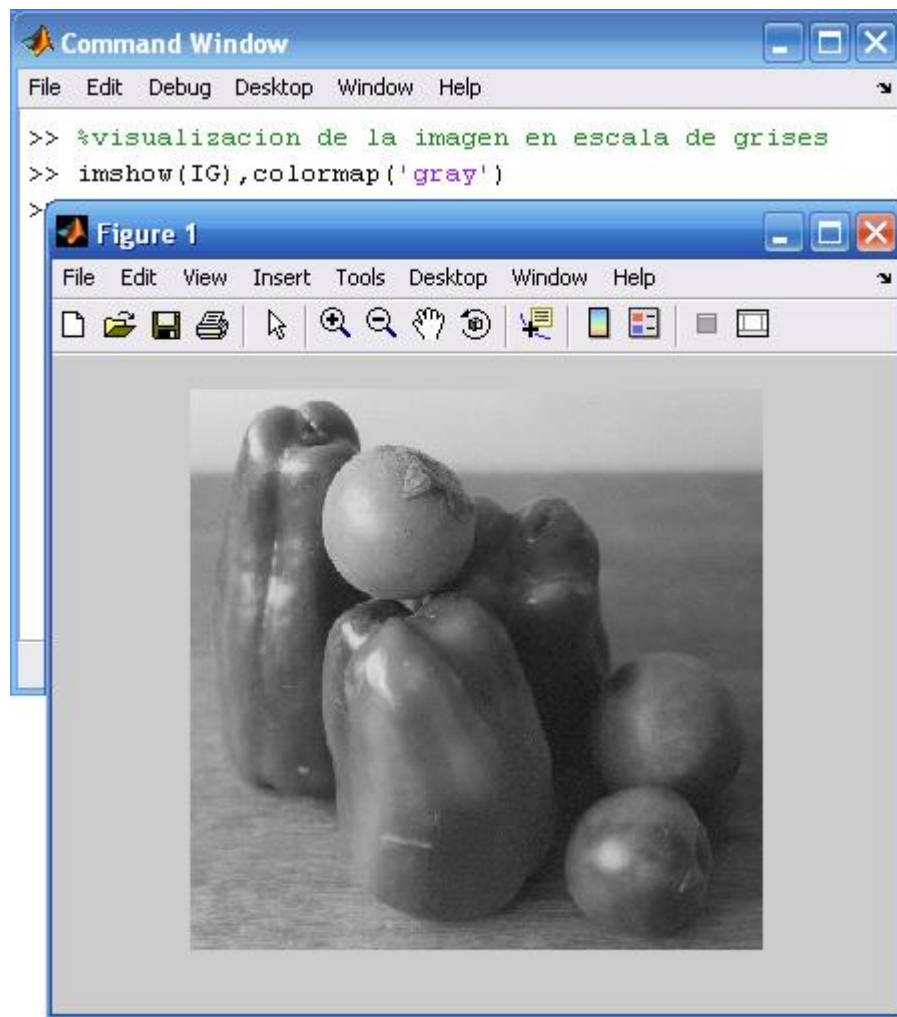 Command Window
File Edit Debug Desktop Window Help
>> %visualizacion de la imagen en escala de grises
>> imshow(IG),colormap('gray')
>
Figure 1
File Edit View Insert Tools Desktop Window Help